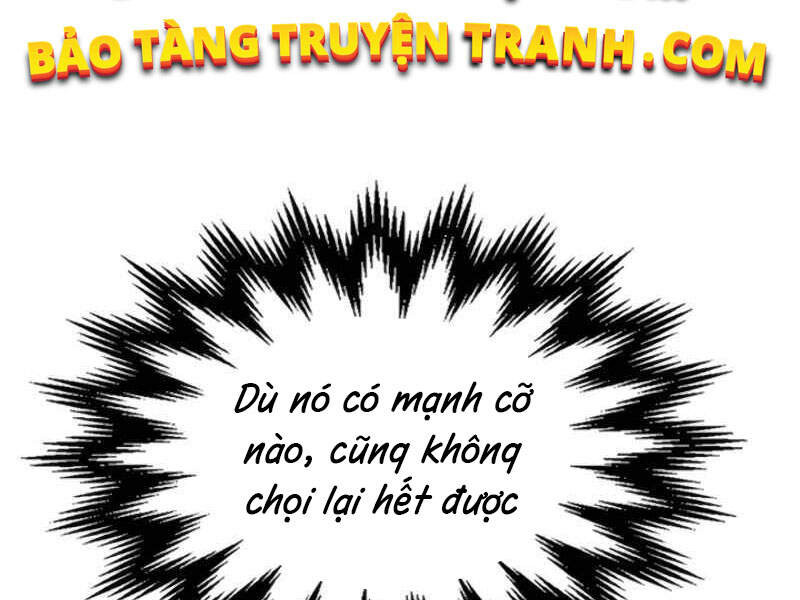 BẢO TÀNG TRUYỆN TRANH.COM
Dù nó có mạnh cỡ
nào, cũng không
chọi lại hết được